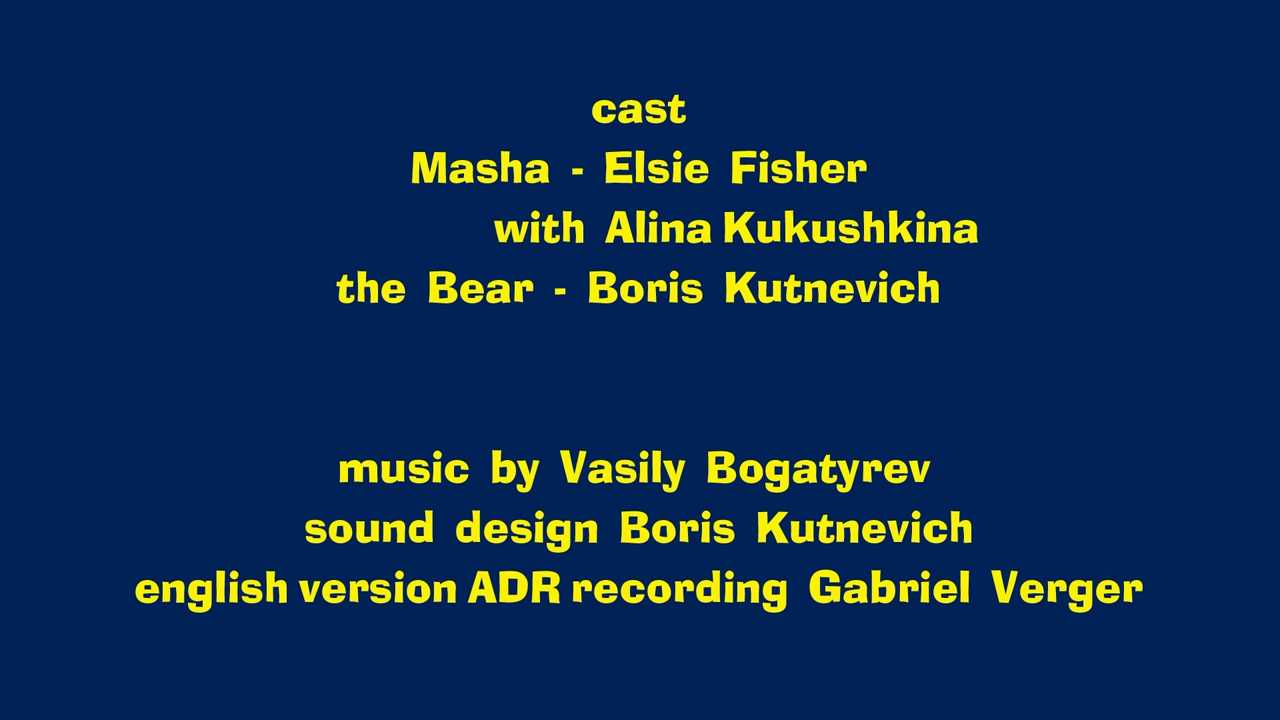 cast
Masha - Elsie Fisher
with Alina Kukushkina
the Bear - Boris Kutnevich
music by Vasily Bogatyrev
sound design Boris Kutnevich
english version ADR recording Gabriel Verger